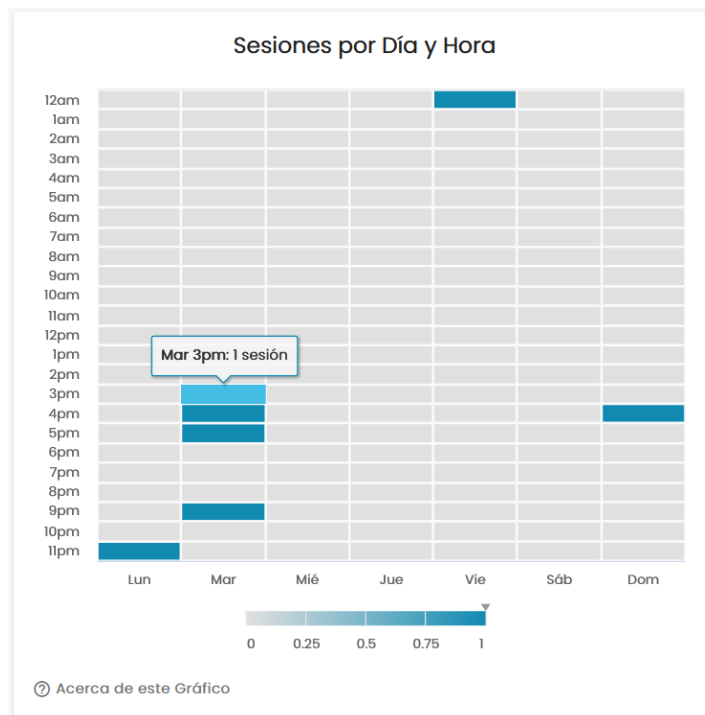 Sesiones por Día y Hora
12am
1am
2am
3am
4am
5am
6am
7am
8am
9am
10am
11am
12pm
1pm
Mar 3pm: 1 sesión
2pm
3pm
4pm
5pm
6pm
7pm
8pm
9pm
10pm
11pm
Lun Mar Mié Jue Vie Sáb Dom
0 0.25 0.5 0.75 1
? Acerca de este Gráfico